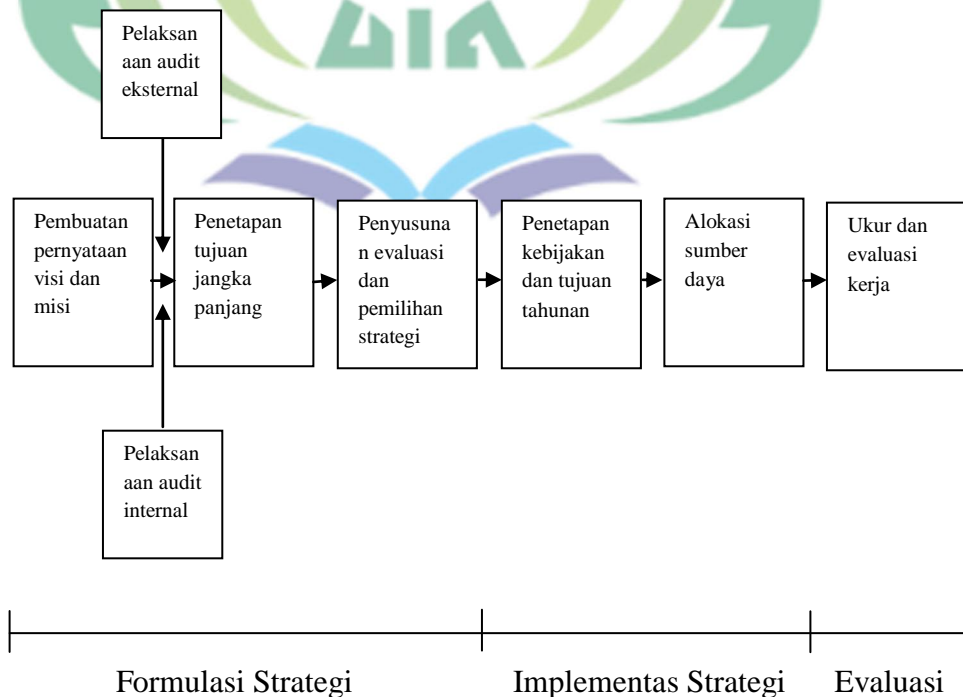 Pelaksan
aan audit
eksternal
Pembuatan
pernyataan
visi dan
misi
Penetapan
tujuan
jangka
panjang
Penyusuna
n evaluasi
dan
pemilihan
strategi
Penetapan
kebijakan
dan tujuan
tahunan
Alokasi
sumber
daya
Ukur dan
evaluasi
kerja
Pelaksan
aan audit
internal
Formulasi Strategi
Implementas Strategi
Evaluasi